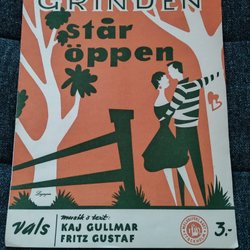 GRINDEN
står
öppen
vals
musik o text:
KAJ GULLMAR
FRITZ GUSTAF
3:-